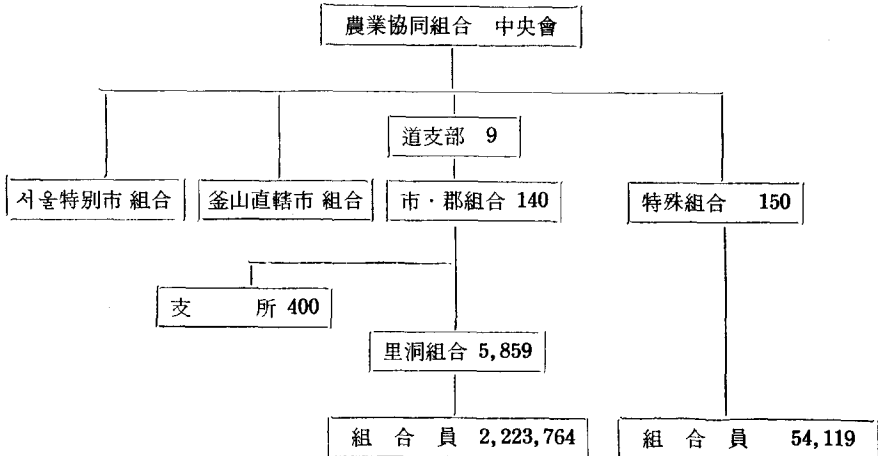 農業協同組合 中央會
道支部 9
서울特別市 組合
釜山直轄市 組合
市・郡組合 140
特殊組合 150
支 所 400
里洞組合 5,859
組 合 員 2,223,764
組 合 員 54,119